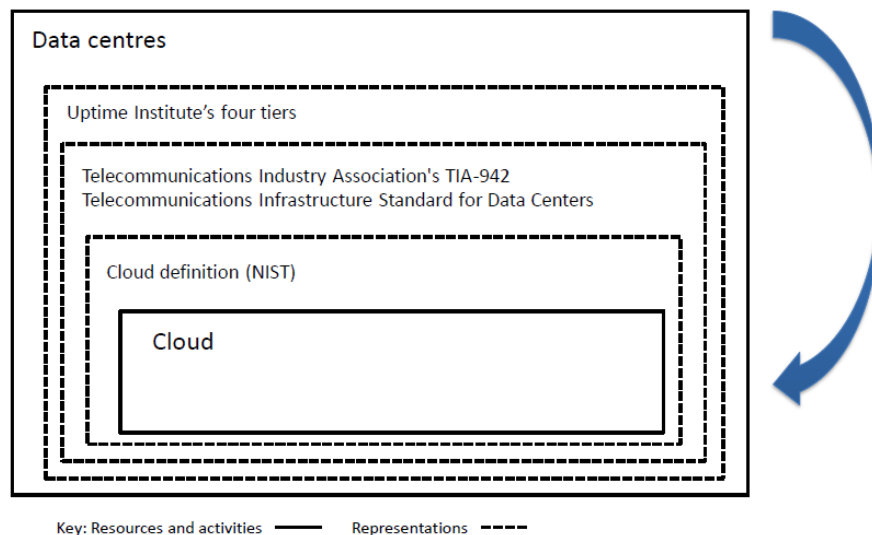 Data centres
Uptime Institute's four tiers
Telecommunications Industry Association's TIA-942
Telecommunications Infrastructure Standard for Data Centers
Cloud definition (NIST)
Cloud
Key: Resources and activities Representations